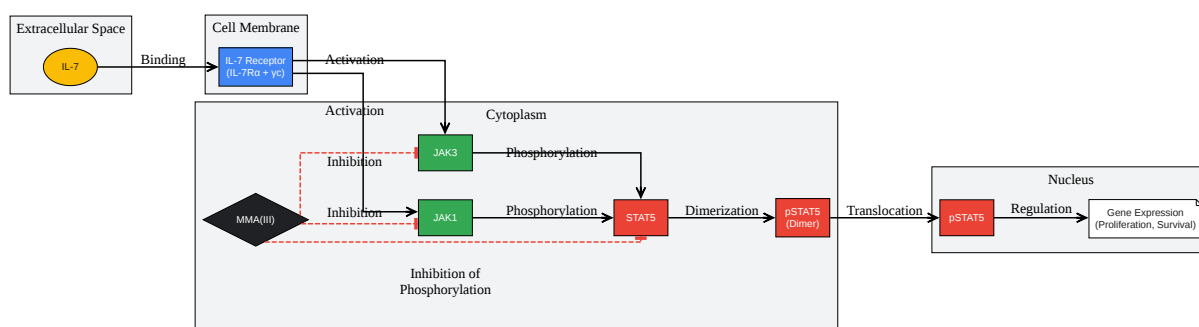 Extracellular Space
IL-7
Binding
Cell Membrane
IL-7 Receptor
(IL-7Rα + γc)
Activation
Activation
Cytoplasm
JAK3
Inhibition
Phosphorylation
MMA(III)
Inhibition
JAK1
Phosphorylation
STAT5
Dimerization
pSTAT5
(Dimer)
Translocation
Nucleus
pSTAT5
Regulation
Gene Expression
(Proliferation, Survival)
Inhibition of
Phosphorylation